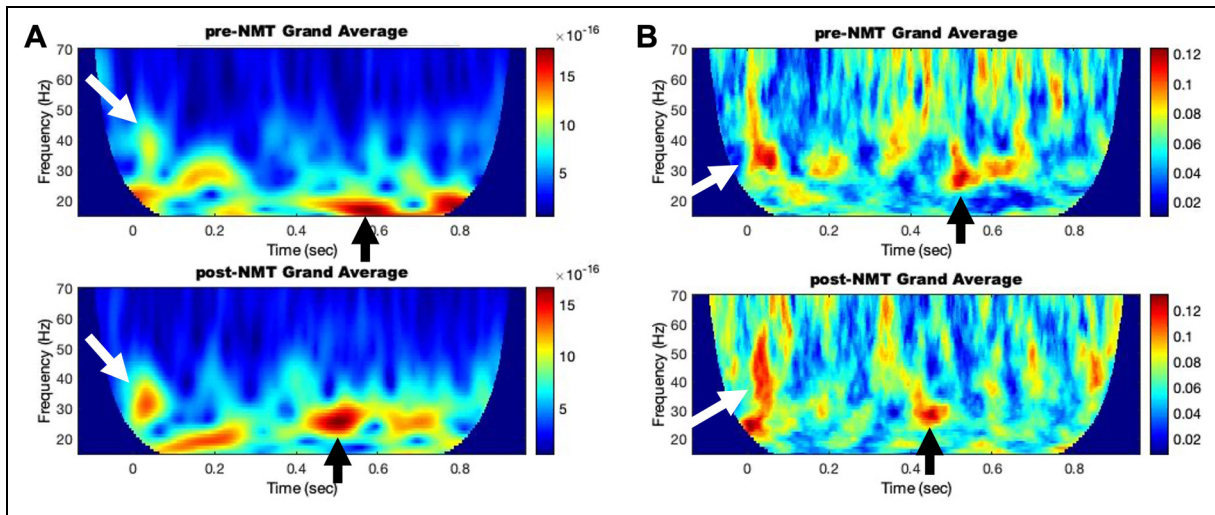 A
pre-NMT Grand Average
× 10⁻¹⁶
70
60
50
40
30
20
Frequency (Hz)
0 0.2 0.4 0.6 0.8
Time (sec)
15
10
5
post-NMT Grand Average
× 10⁻¹⁶
70
60
50
40
30
20
Frequency (Hz)
0 0.2 0.4 0.6 0.8
Time (sec)
15
10
5
B
pre-NMT Grand Average
70
60
50
40
30
20
Frequency (Hz)
0 0.2 0.4 0.6 0.8
Time (sec)
0.12
0.10
0.08
0.06
0.04
0.02
post-NMT Grand Average
70
60
50
40
30
20
Frequency (Hz)
0 0.2 0.4 0.6 0.8
Time (sec)
0.12
0.10
0.08
0.06
0.04
0.02